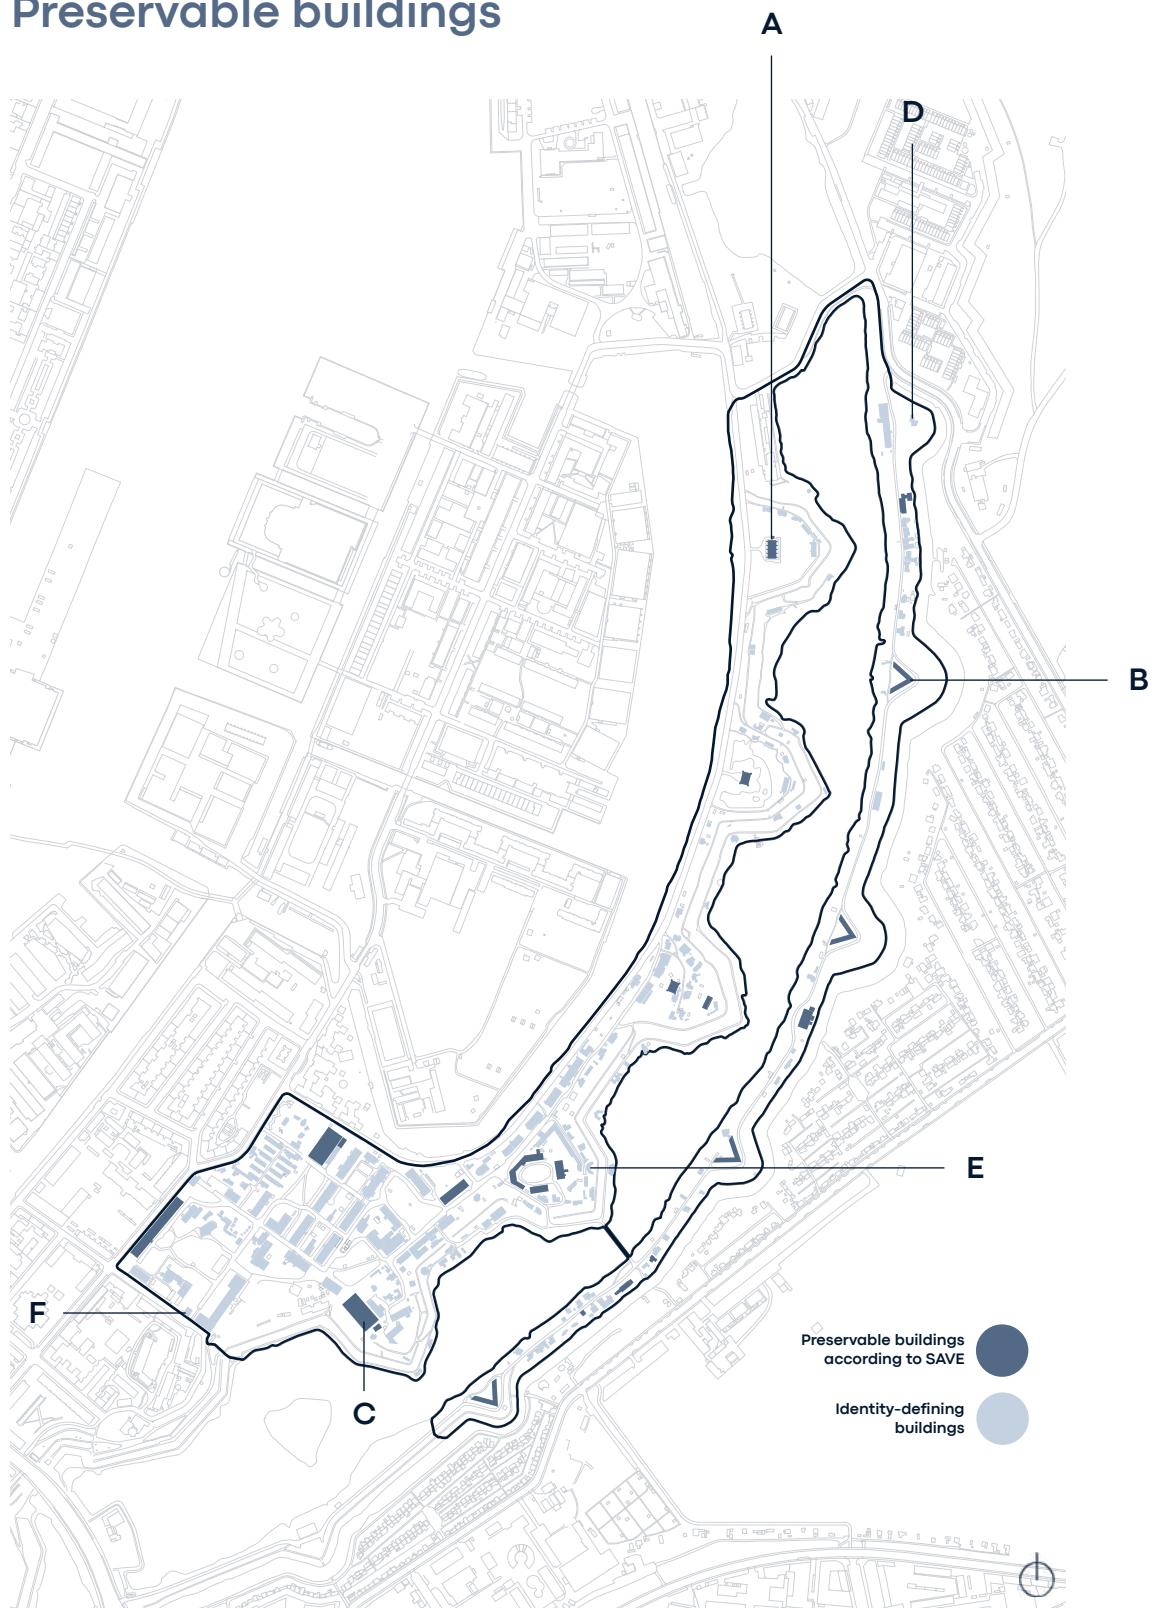 Preservable buildings
A
D
B
E
F
C
Preservable buildings
according to SAVE
Identity-defining
buildings